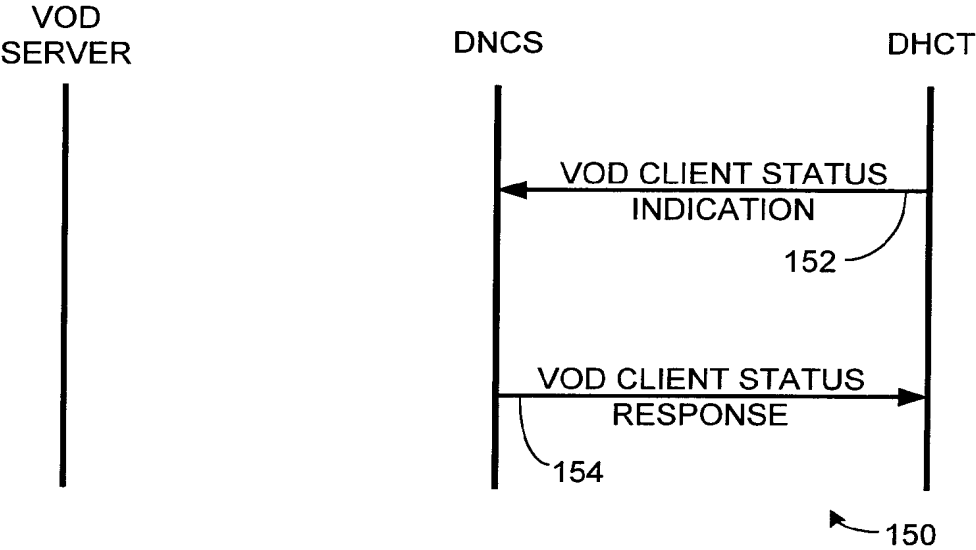 VOD
SERVER
DNCS
DHCT
VOD CLIENT STATUS
INDICATION
152
VOD CLIENT STATUS
RESPONSE
154
150